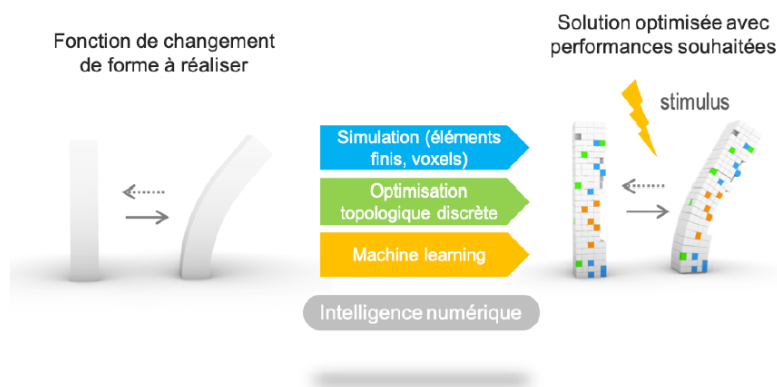 Fonction de changement
de forme à réaliser
Solution optimisée avec
performances souhaitées
stimulus
Simulation (éléments
finis, voxels)
Optimisation
topologique discrète
Machine learning
Intelligence numérique